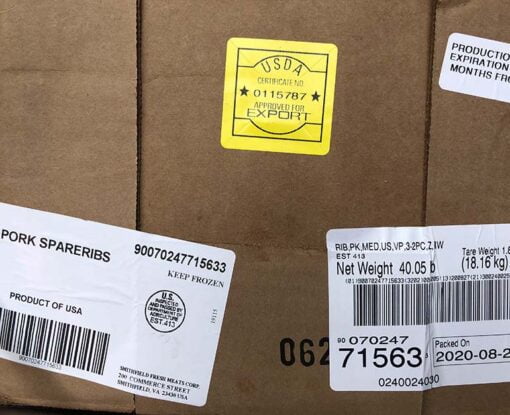 USDA
CERTIFICATE NO
★ 0115787 ★
APPROVED FOR
EXPORT
PRODUCTIO
EXPIRATION
MONTHS FRO
PORK SPARERIBS
90070247715633
KEEP FROZEN
PRODUCT OF USA
U.S.
INSPECTED
AND PASSED BY
DEPARTMENT OF
AGRICULTURE
EST.413
SMITHFIELD FRESH MEATS CORP.
200 COMMERCE STREET
SMITHFIELD, VA 23430 USA
RIB,PK,MED,US,VP,3-2PC,Z,IW
EST 413
Tare Weight 1.8
Net Weight 40.05 b
(18.16 kg)
062
90 070247
71563
Packed On
2020-08-2
0240024030